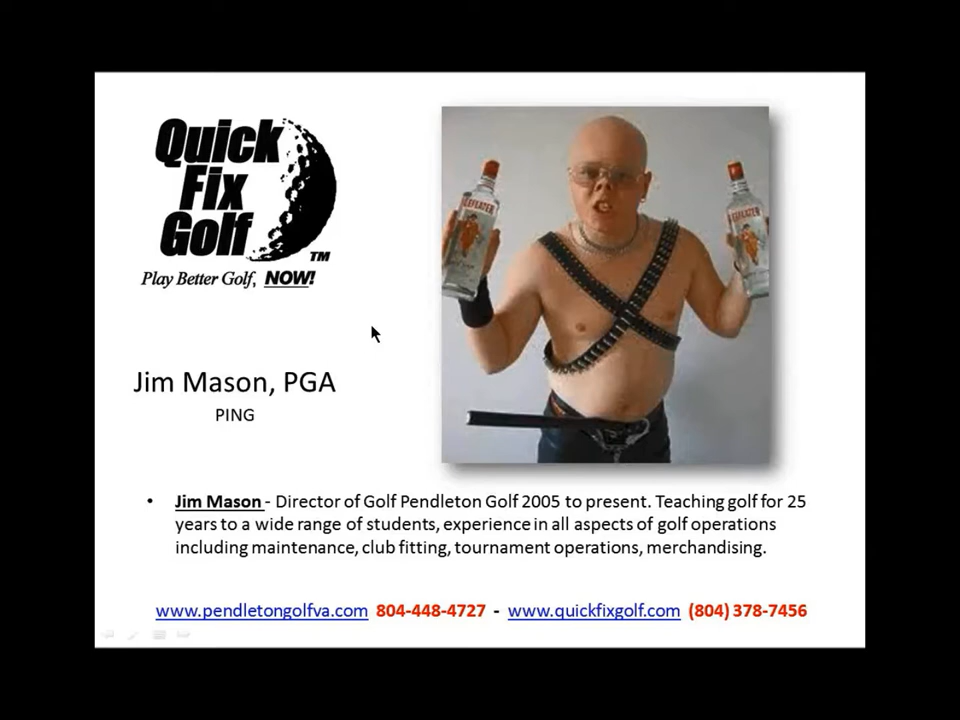 Quick
Fix
Golf
TM
Play Better Golf, NOW!
BEEFEATER
BEEFEATER
Jim Mason, PGA
PING
• Jim Mason - Director of Golf Pendleton Golf 2005 to present. Teaching golf for 25
years to a wide range of students, experience in all aspects of golf operations
including maintenance, club fitting, tournament operations, merchandising.
www.pendletongolfva.com 804-448-4727 - www.quickfixgolf.com (804) 378-7456